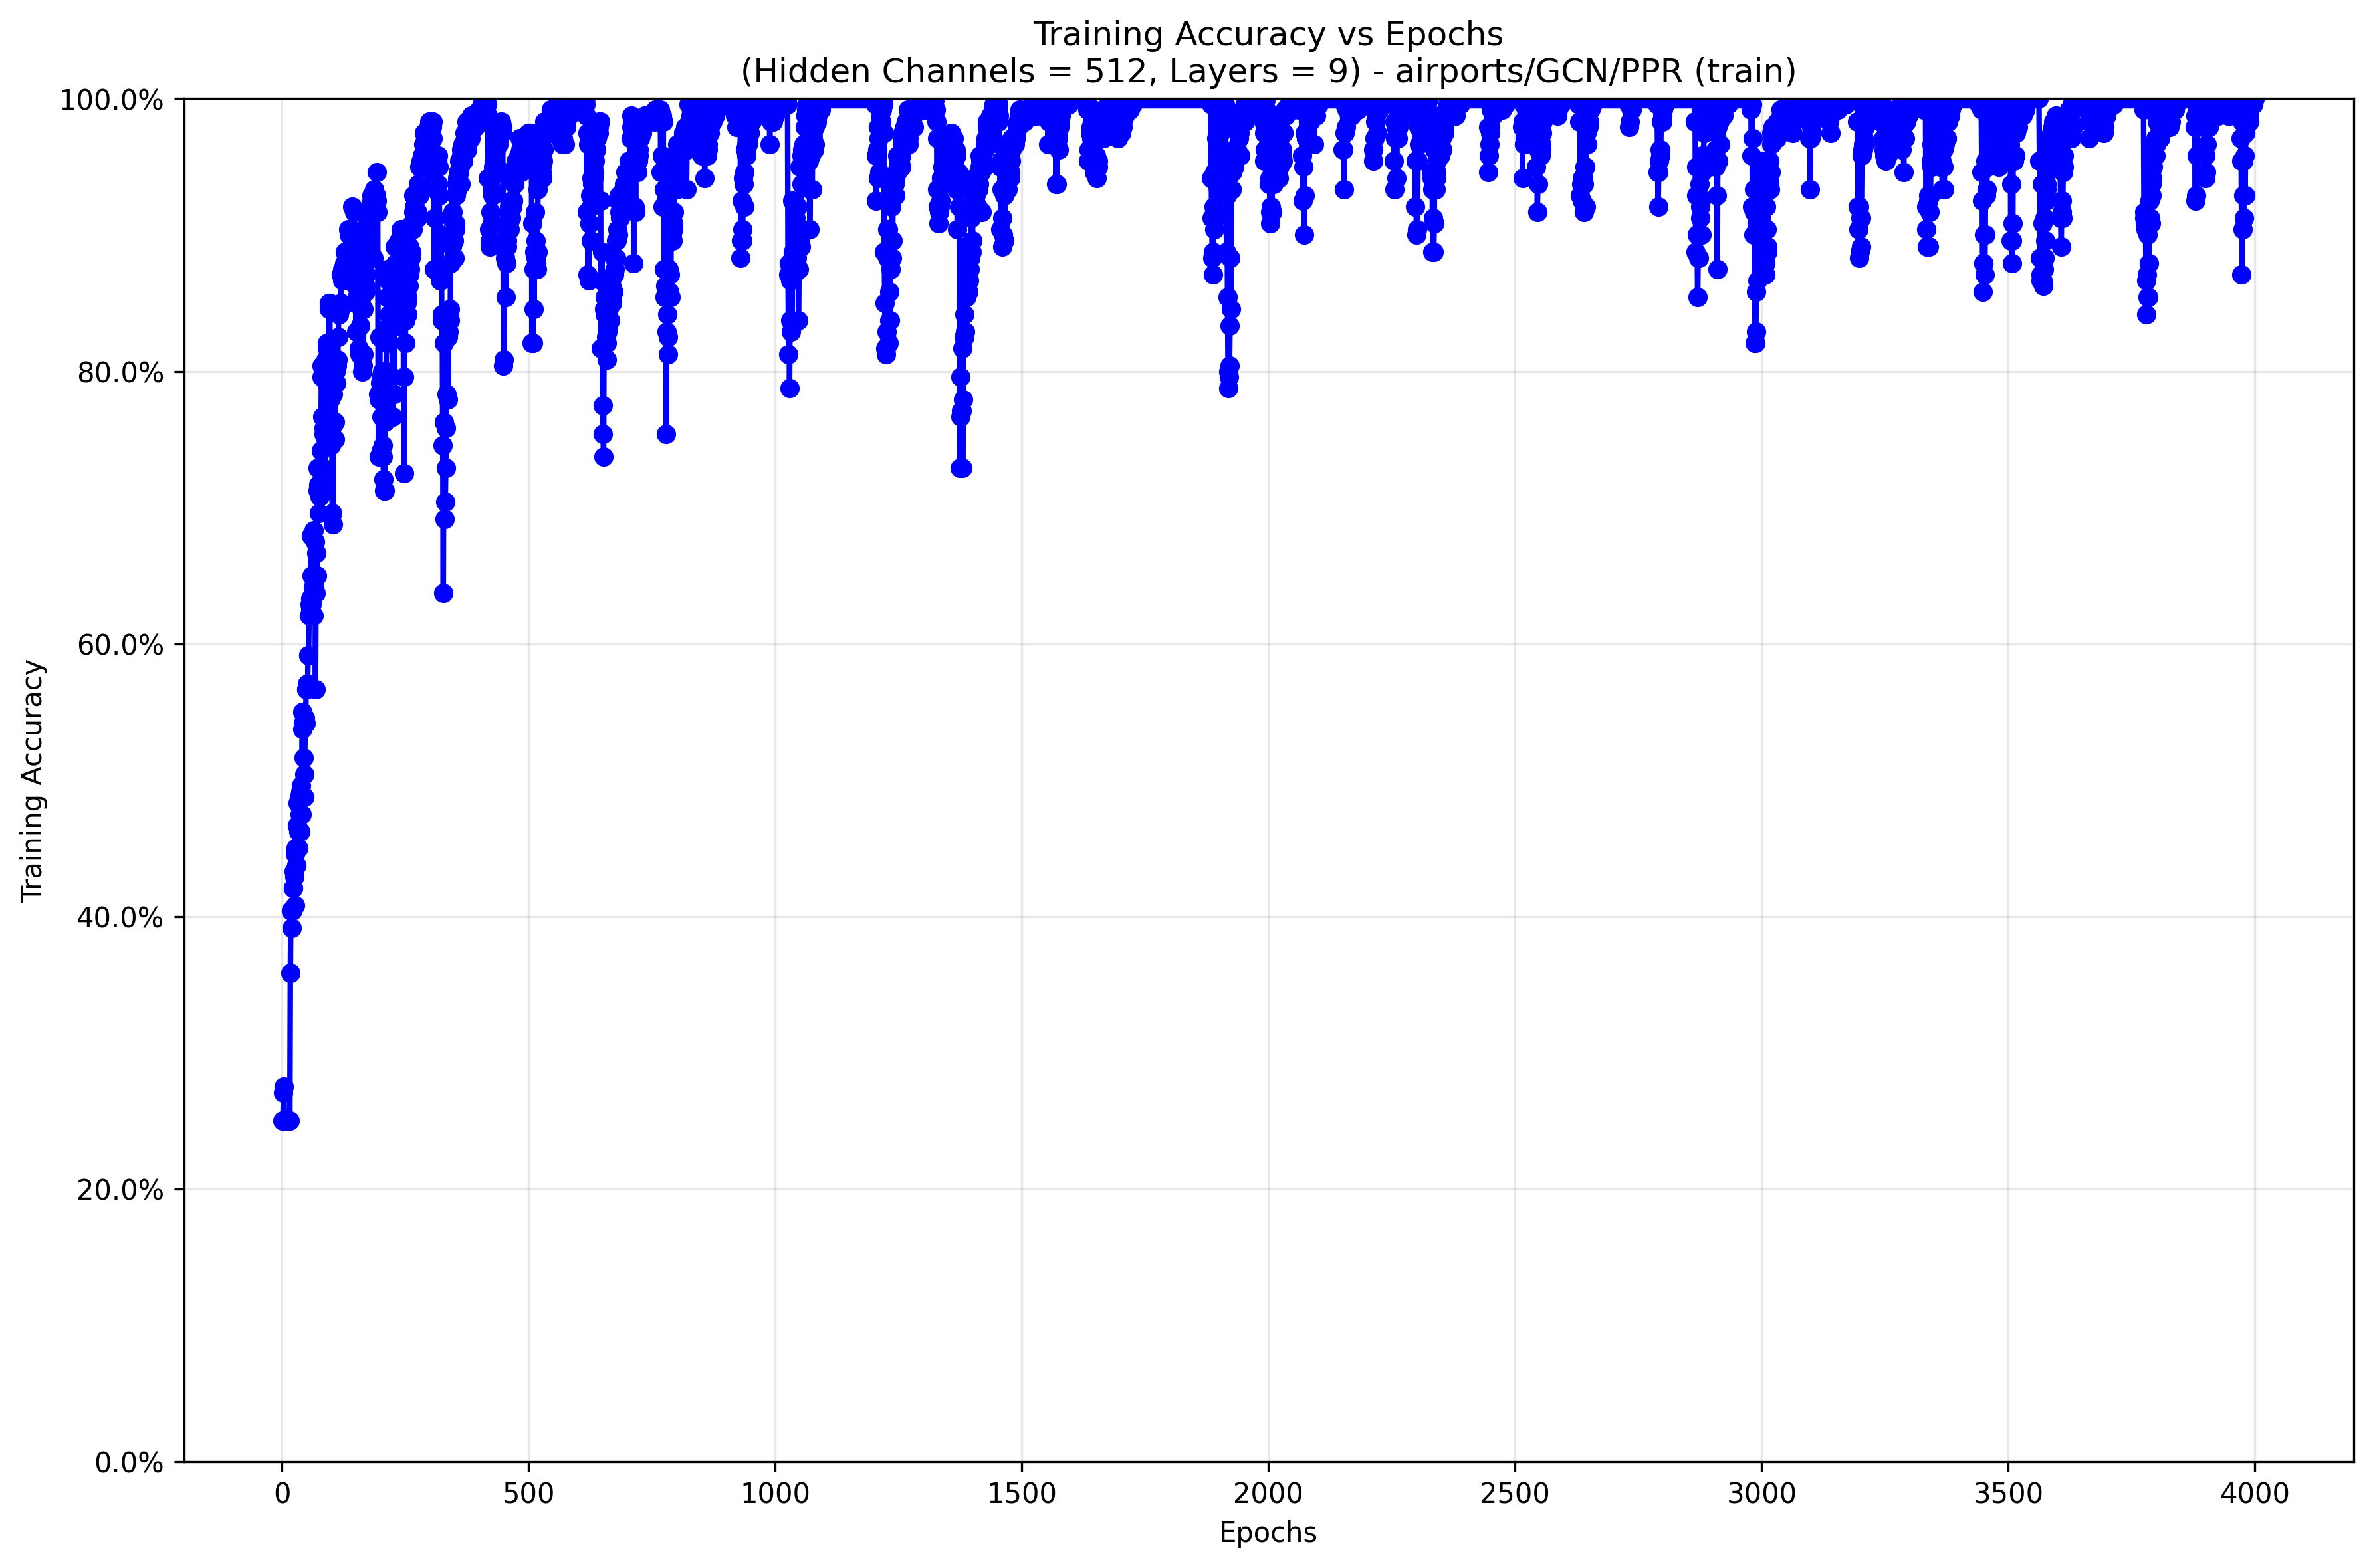 Training Accuracy vs Epochs
(Hidden Channels = 512, Layers = 9) - airports/GCN/PPR (train)
100.0%
80.0%
60.0%
40.0%
20.0%
0.0%
Training Accuracy
0 500 1000 1500 2000 2500 3000 3500 4000
Epochs